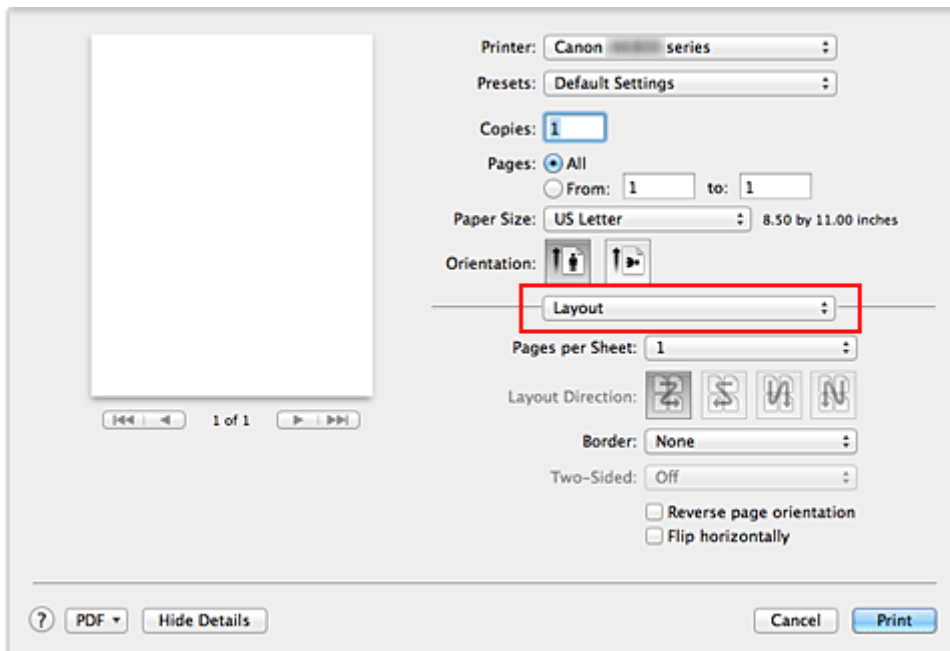 Printer: Canon series
Presets: Default Settings
Copies: 1
Pages: All
From: 1 to: 1
Paper Size: US Letter 8.50 by 11.00 inches
Orientation:
Layout
Pages per Sheet: 1
Layout Direction:
1 of 1
Border: None
Two-Sided: Off
Reverse page orientation
Flip horizontally
? PDF Hide Details Cancel Print